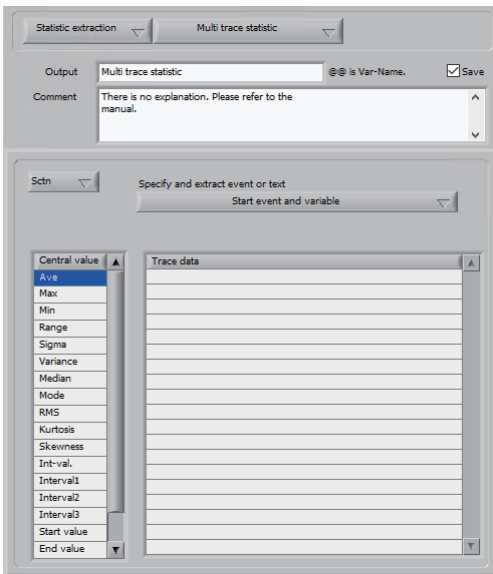 Statistic extraction
Multi trace statistic
Output
Multi trace statistic
@@ is Var-Name.
Save
Comment
There is no explanation. Please refer to the
manual.
Sctn
Specify and extract event or text
Start event and variable
Central value
Trace data
Ave
Max
Min
Range
Sigma
Variance
Median
Mode
RMS
Kurtosis
Skewness
Int-val.
Interval1
Interval2
Interval3
Start value
End value